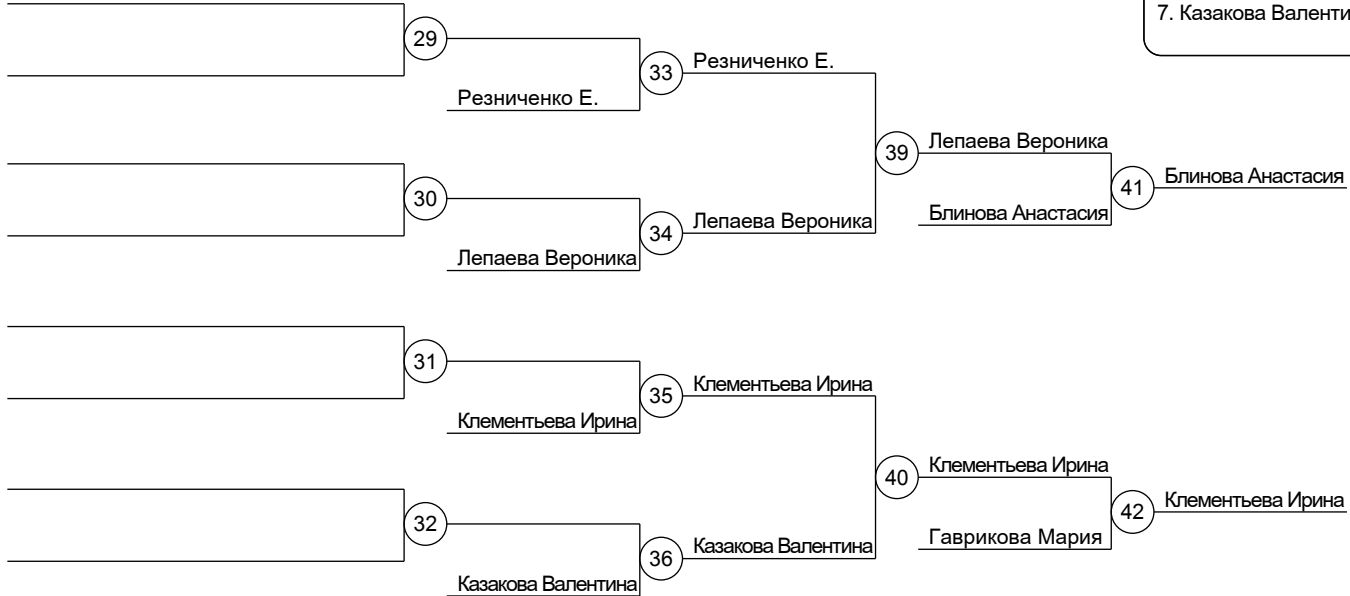 7. Казакова Валенти
29
Резниченко Е.
33
Резниченко Е.
39
Лепаева Вероника
30
Лепаева Вероника
34
Лепаева Вероника
Блинова Анастасия
41
Блинова Анастасия
31
Клементьева Ирина
35
Клементьева Ирина
40
Клементьева Ирина
32
Казакова Валентина
36
Казакова Валентина
Гаврикова Мария
42
Клементьева Ирина